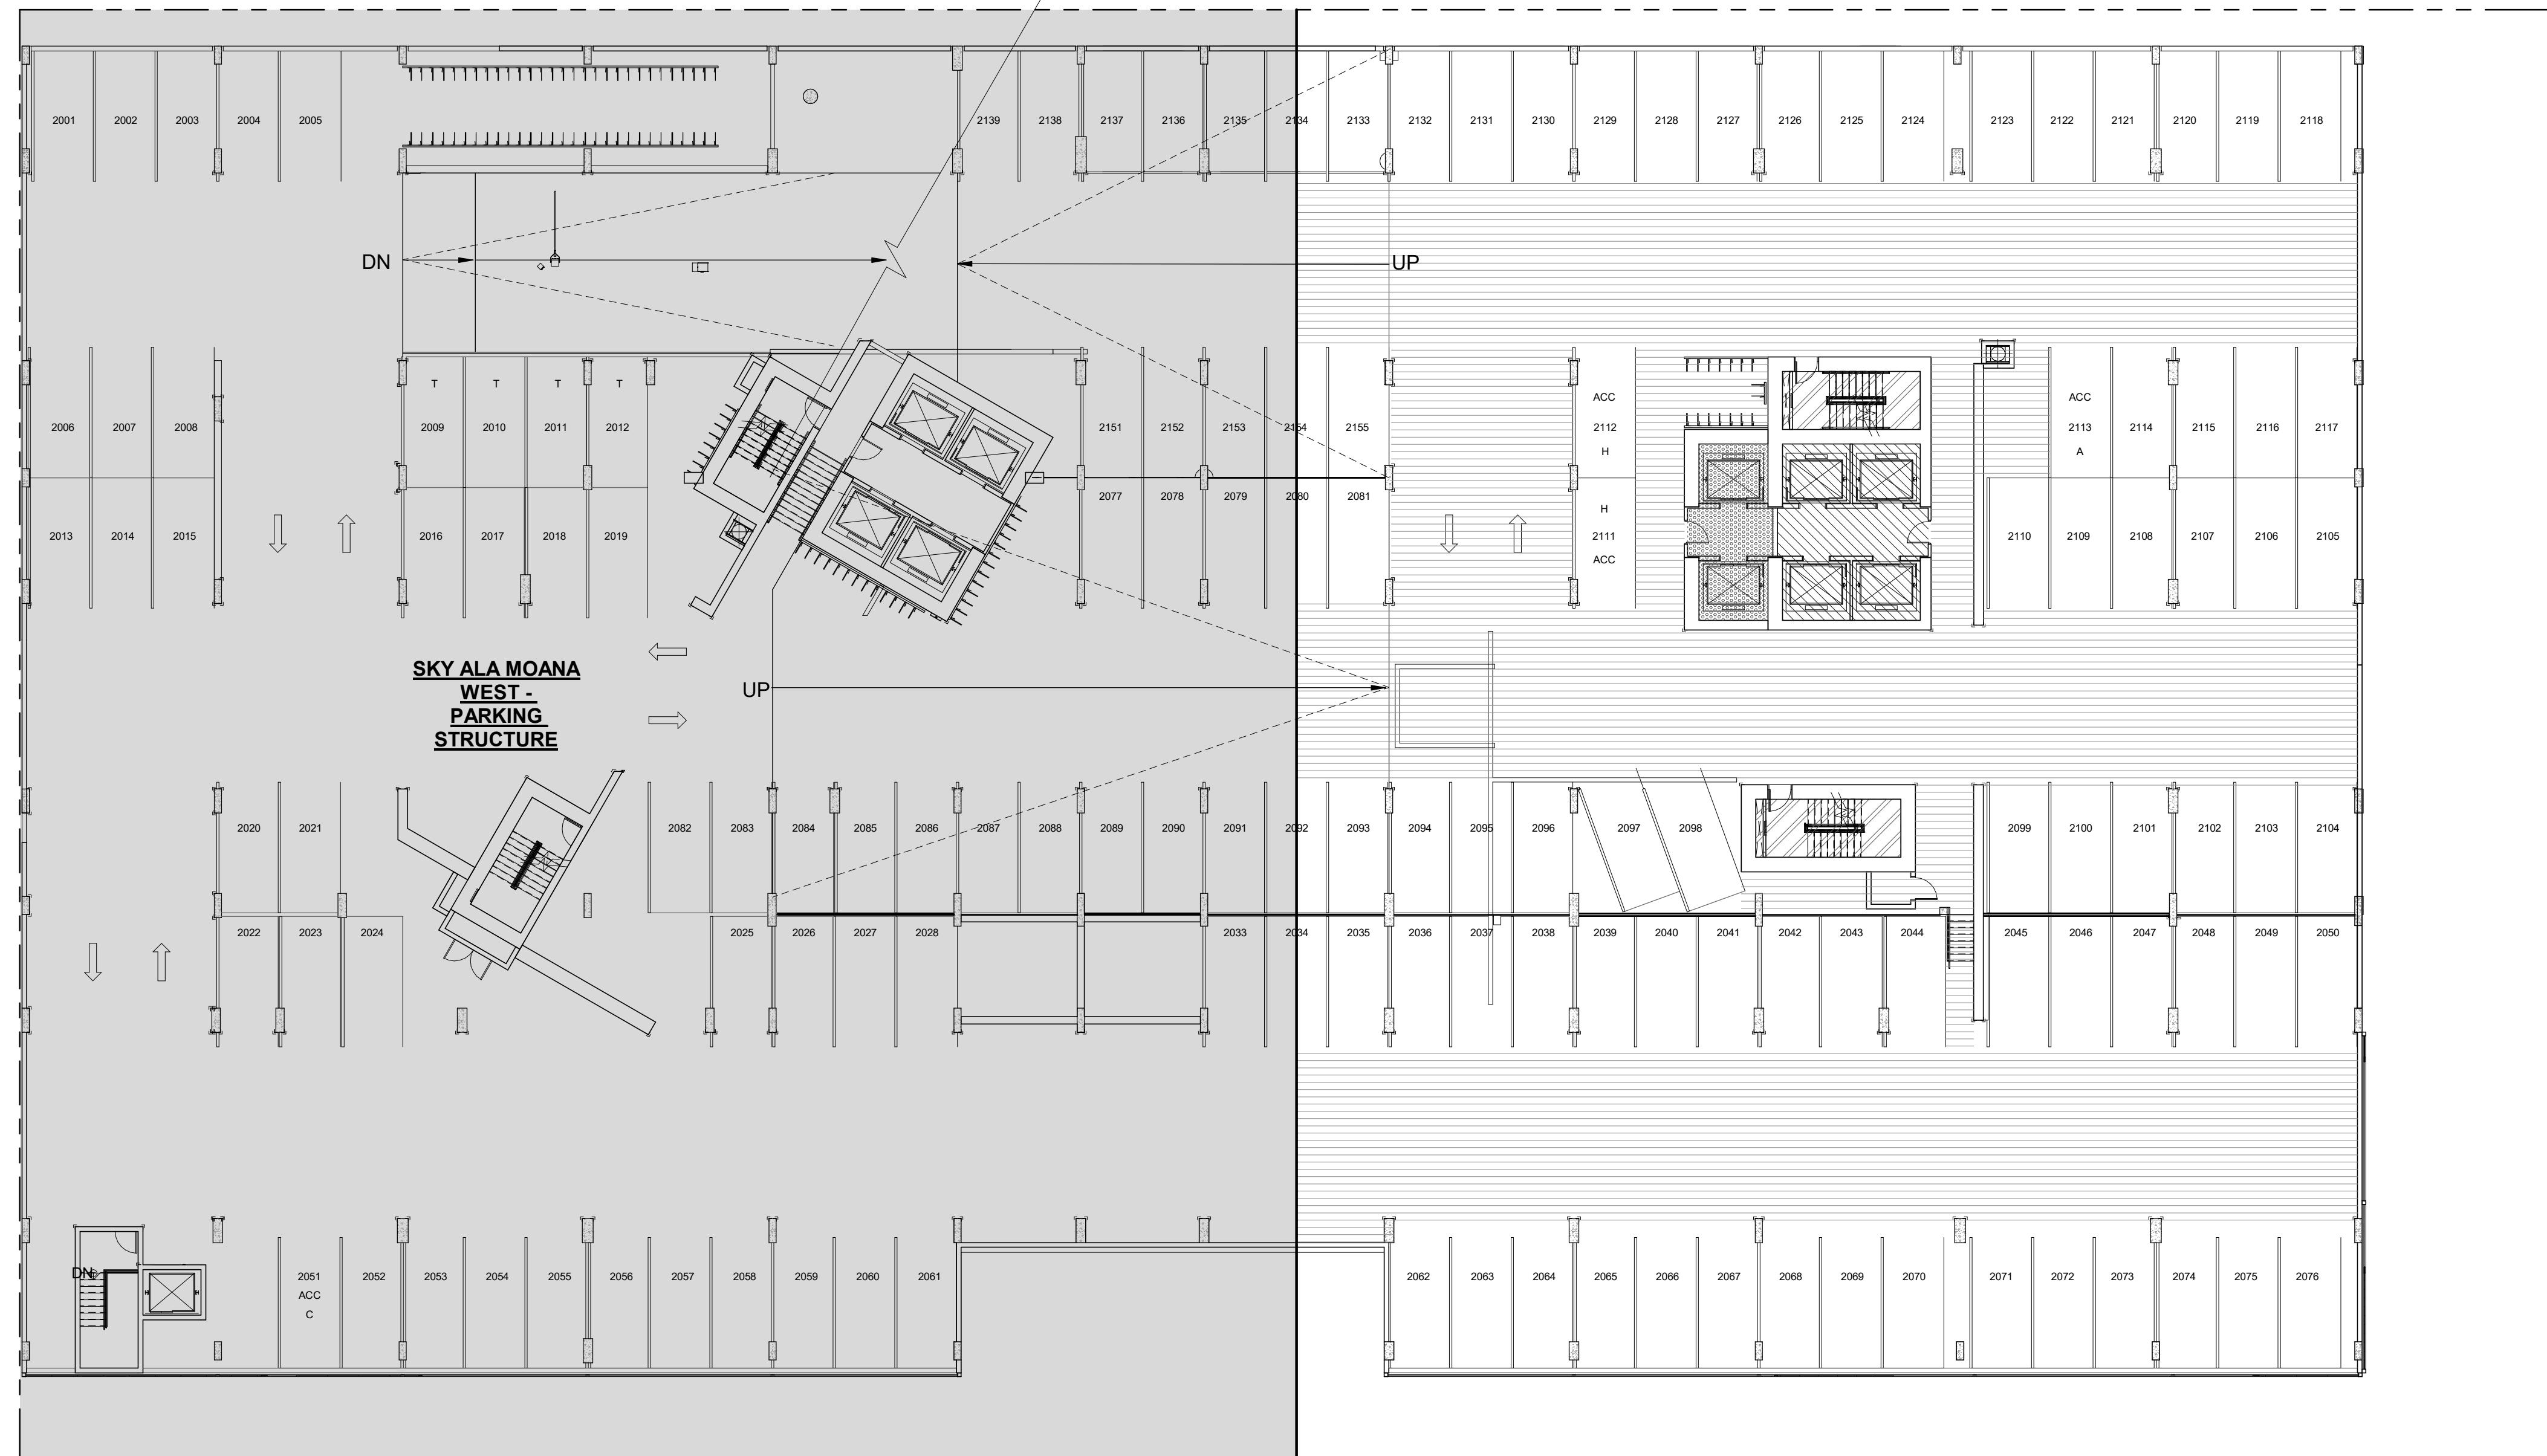 2001 2002 2003 2004 2005 2139 2138 2137 2136 2135 2134 2133 2132 2131 2130 2129 2128 2127 2126 2125 2124 2123 2122 2121 2120 2119 2118
DN UP
T T T T
ACC ACC
2006 2007 2008 2009 2010 2011 2012 2151 2152 2153 2154 2155 2112 2113 2114 2115 2116 2117
H A
2077 2078 2079 2080 2081
H
2013 2014 2015 2016 2017 2018 2019 2111 2110 2109 2108 2107 2106 2105
ACC
SKY ALA MOANA
WEST -
PARKING
STRUCTURE
UP
2020 2021 2082 2083 2084 2085 2086 2087 2088 2089 2090 2091 2092 2093 2094 2095 2096 2097 2098 2099 2100 2101 2102 2103 2104
2022 2023 2024 2025 2026 2027 2028 2033 2034 2035 2036 2037 2038 2039 2040 2041 2042 2043 2044 2045 2046 2047 2048 2049 2050
DN
2051 2052 2053 2054 2055 2056 2057 2058 2059 2060 2061 2062 2063 2064 2065 2066 2067 2068 2069 2070 2071 2072 2073 2074 2075 2076
ACC
C